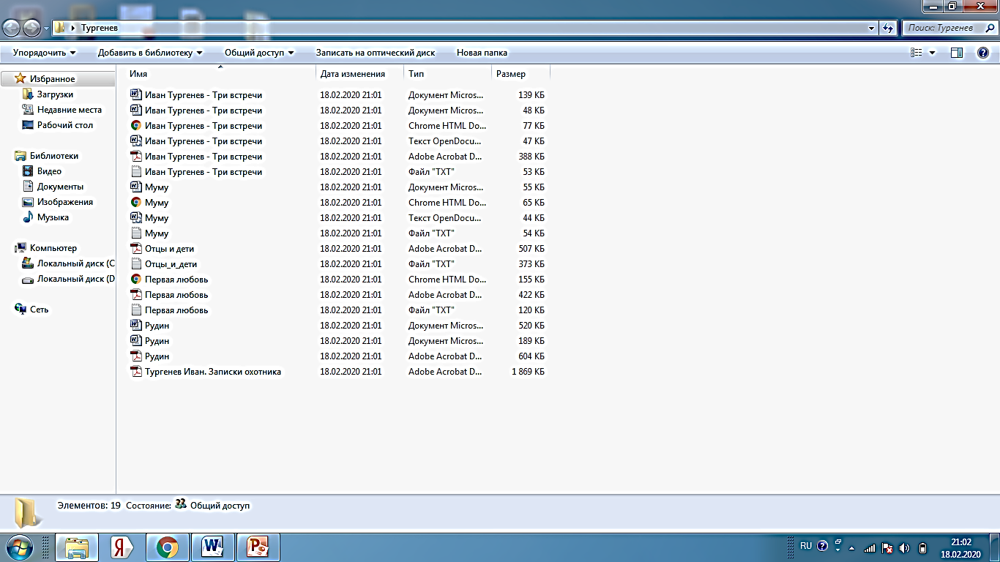 Тургенев
Поиск: Тургенев
Упорядочить Добавить в библиотеку Общий доступ Записать на оптический диск Новая папка
Избранное
Загрузки
Недавние места
Рабочий стол
Библиотеки
Видео
Документы
Изображения
Музыка
Компьютер
Локальный диск (C
Локальный диск (D
Сеть
Имя Дата изменения Тип Размер
Иван Тургенев - Три встречи 18.02.2020 21:01 Документ Micros... 139 КБ
Иван Тургенев - Три встречи 18.02.2020 21:01 Документ Micros... 48 КБ
Иван Тургенев - Три встречи 18.02.2020 21:01 Chrome HTML Do... 77 КБ
Иван Тургенев - Три встречи 18.02.2020 21:01 Текст OpenDocu... 47 КБ
Иван Тургенев - Три встречи 18.02.2020 21:01 Adobe Acrobat D... 388 КБ
Иван Тургенев - Три встречи 18.02.2020 21:01 Файл "TXT" 53 КБ
Муму 18.02.2020 21:01 Документ Micros... 55 КБ
Муму 18.02.2020 21:01 Chrome HTML Do... 65 КБ
Муму 18.02.2020 21:01 Текст OpenDocu... 44 КБ
Муму 18.02.2020 21:01 Файл "TXT" 54 КБ
Отцы и дети 18.02.2020 21:01 Adobe Acrobat D... 507 КБ
Отцы_и_дети 18.02.2020 21:01 Файл "TXT" 373 КБ
Первая любовь 18.02.2020 21:01 Chrome HTML Do... 155 КБ
Первая любовь 18.02.2020 21:01 Adobe Acrobat D... 422 КБ
Первая любовь 18.02.2020 21:01 Файл "TXT" 120 КБ
Рудин 18.02.2020 21:01 Документ Micros... 520 КБ
Рудин 18.02.2020 21:01 Документ Micros... 189 КБ
Рудин 18.02.2020 21:01 Adobe Acrobat D... 604 КБ
Тургенев Иван. Записки охотника 18.02.2020 21:01 Adobe Acrobat D... 1 869 КБ
Элементов: 19 Состояние: Общий доступ
RU
21:02
18.02.2020